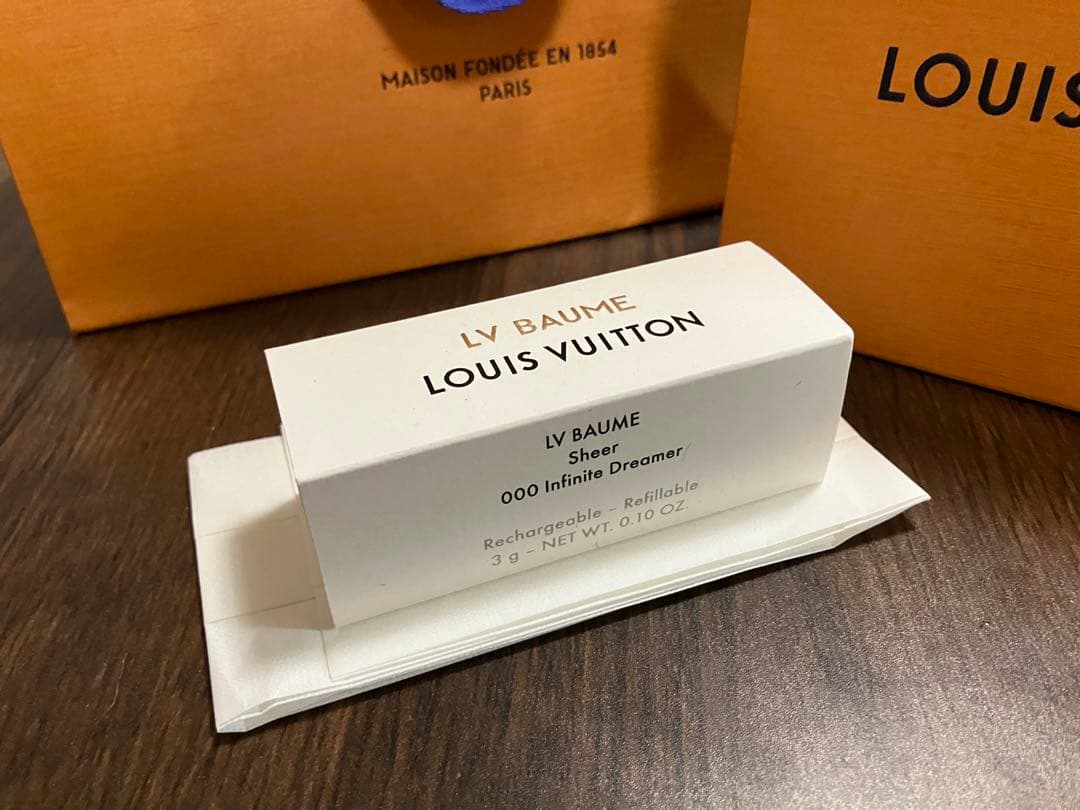 MAISON FONDÉE EN 1854
PARIS
LOUIS
LV BAUME
LOUIS VUITTON
LV BAUME
Sheer
000 Infinite Dreamer
Rechargeable – Refillable
3 g – NET WT. 0.10 OZ.